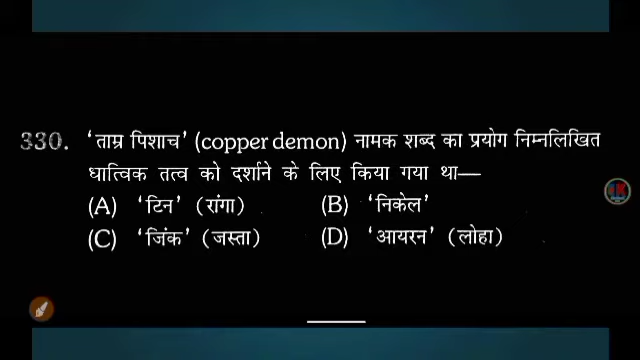 330. 'ताम्र पिशाच' (copper demon) नामक शब्द का प्रयोग निम्नलिखित
धात्विक तत्व को दर्शाने के लिए किया गया था—
(A) 'टिन' (रांगा) (B) 'निकेल'
(C) 'जिंक' (जस्ता) (D) 'आयरन' (लोहा)